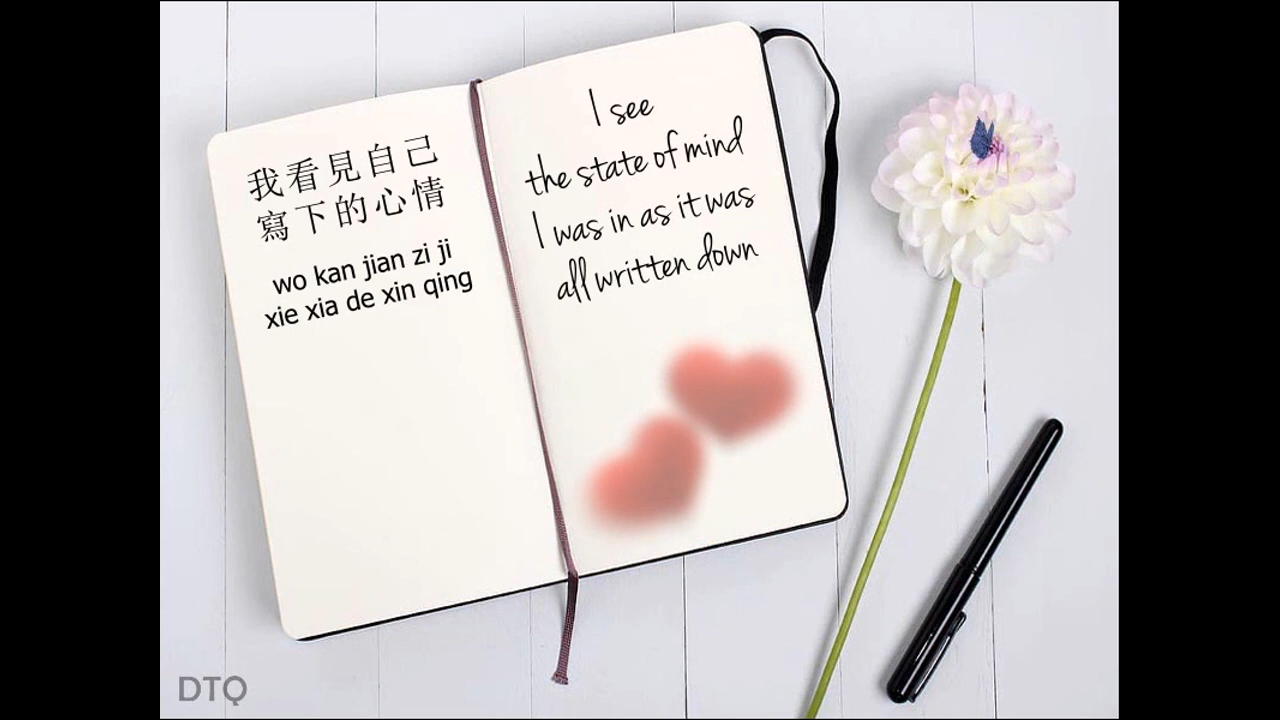 我看見自己
寫下的心情
wo kan jian zi ji
xie xia de xin qing
I see
the state of mind
I was in as it was
all written down
DTQ